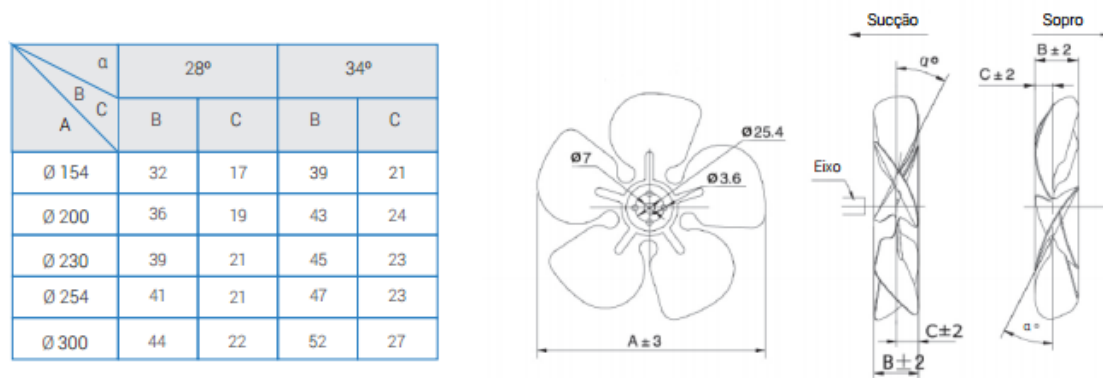 α
B
C
A
28º 34º
B C B C
Ø 154 32 17 39 21
Ø 200 36 19 43 24
Ø 230 39 21 45 23
Ø 254 41 21 47 23
Ø 300 44 22 52 27
Ø25.4
Ø7
Ø3.6
A±3
Sucção
α°
Eixo
C±2
B±2
Sopro
B±2
C±2
α°